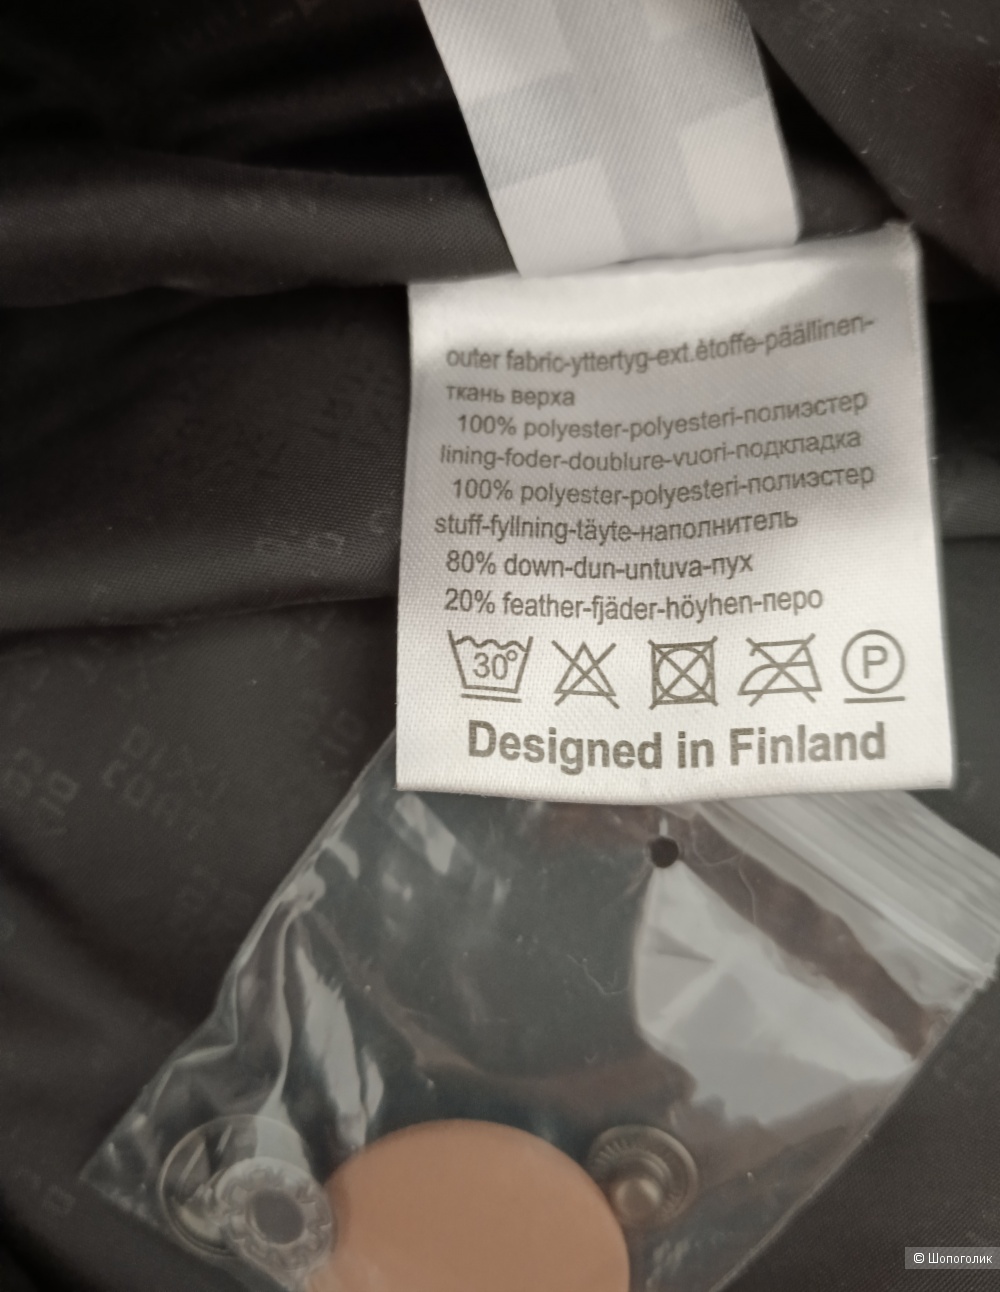 outer fabric-yttertyg-ext.ètoffe-päällinen-
ткань верха
100% polyester-polyesteri-полиэстер
lining-foder-doublure-vuori-подкладка
100% polyester-polyesteri-полиэстер
stuff-fyllning-täyte-наполнитель
80% down-dun-untuva-пух
20% feather-fjäder-höyhen-перо
30° P
Designed in Finland
© Шопоголик